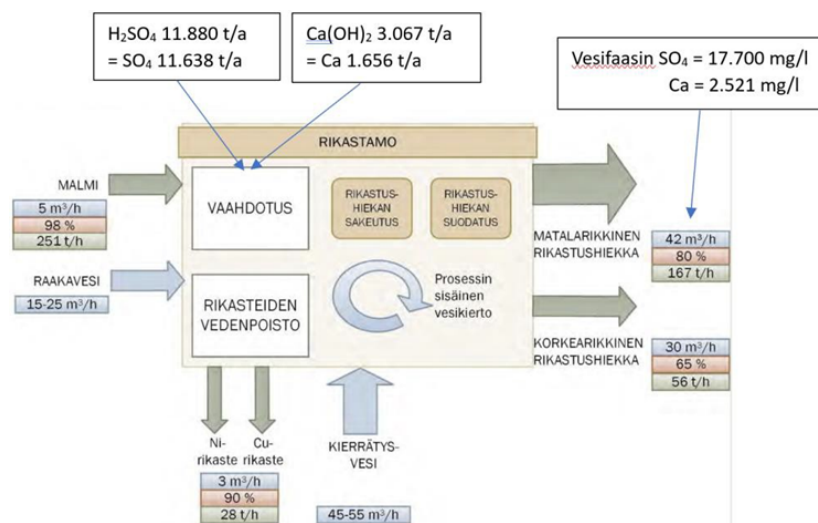 H₂SO₄ 11.880 t/a
= SO₄ 11.638 t/a
Ca(OH)₂ 3.067 t/a
= Ca 1.656 t/a
Vesifaasin SO₄ = 17.700 mg/l
Ca = 2.521 mg/l
RIKASTAMO
MALMI
5 m³/h
98 %
251 t/h
VAAHDOTUS
RIKASTUS-
HIEKAN
SAKEUTUS
RIKASTUS-
HIEKAN
SUODATUS
MATALARIKKINEN
RIKASTUSHIEKKA
42 m³/h
80 %
167 t/h
RAAKAVESI
15-25 m³/h
RIKASTEIDEN
VEDENPOISTO
Prosessin
sisäinen
vesikierto
KORKEARIKKINEN
RIKASTUSHIEKKA
30 m³/h
65 %
56 t/h
Ni-
rikaste
Cu-
rikaste
3 m³/h
90 %
28 t/h
KIERRÄTYS-
VESI
45-55 m³/h